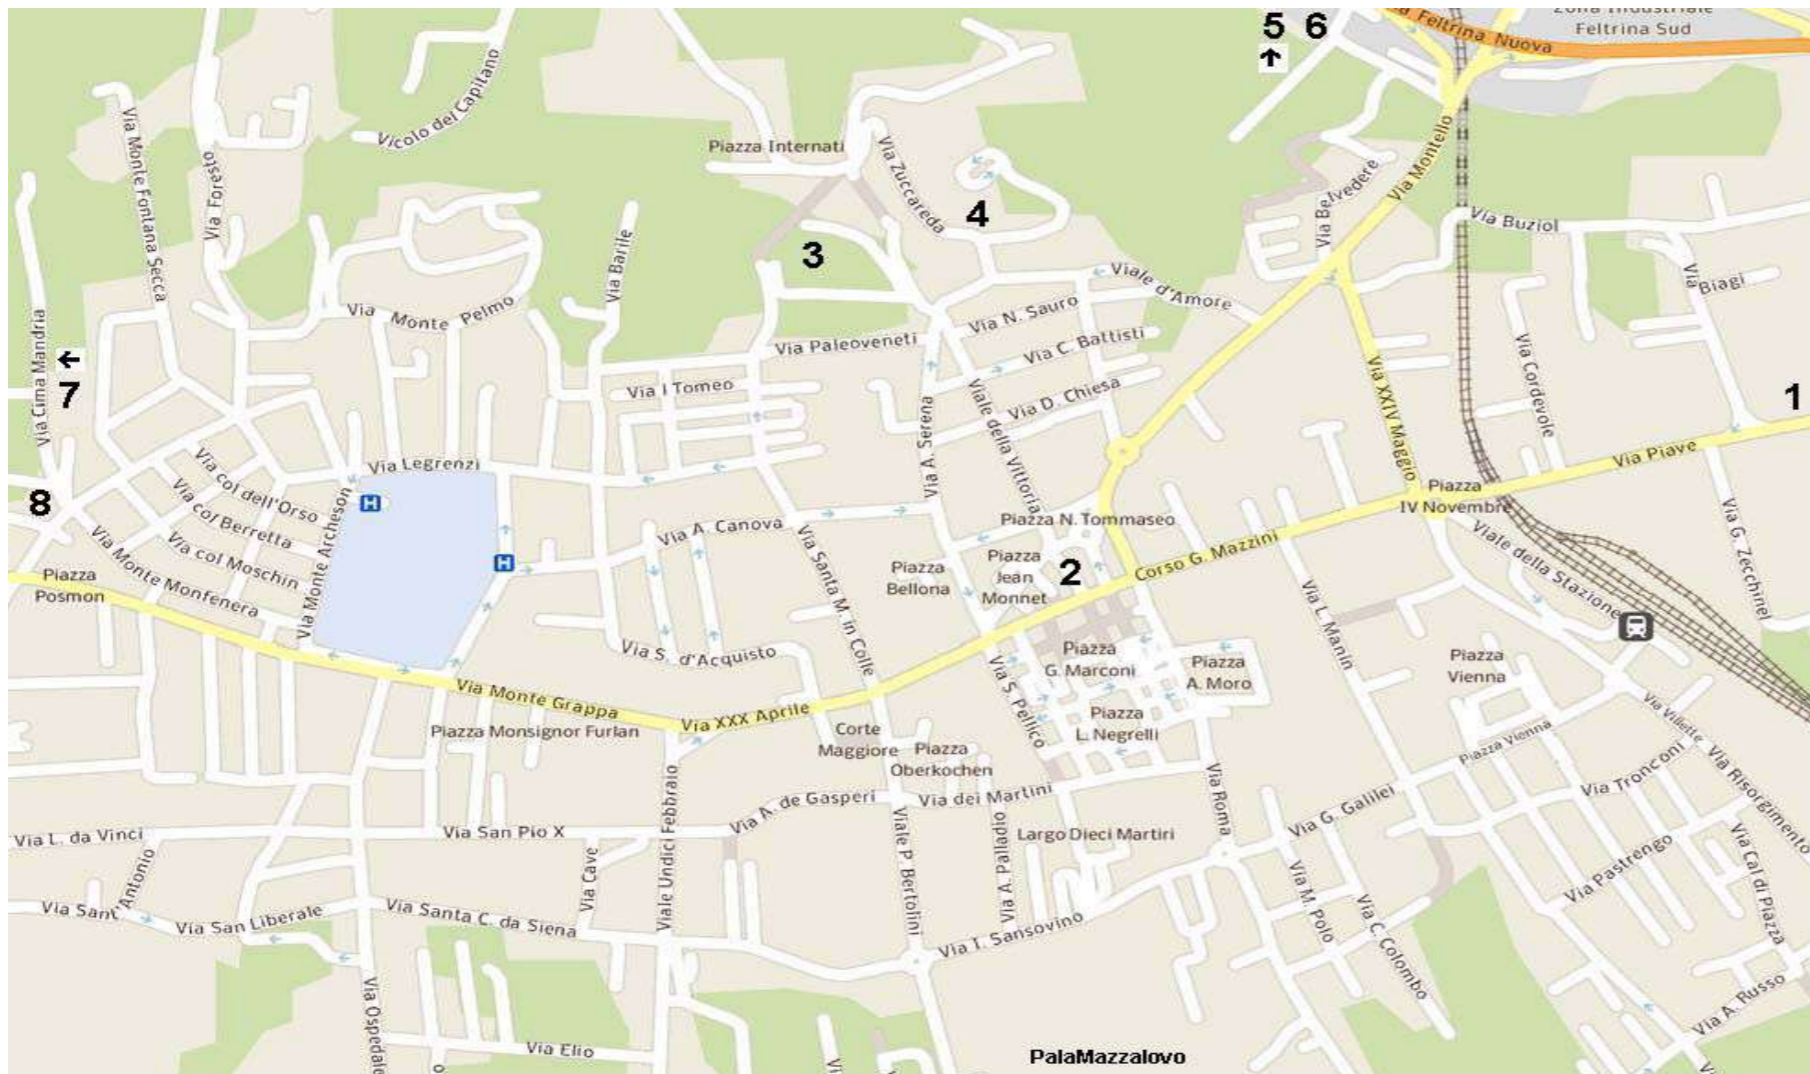 5 6
↑
Feltrina Nuova
Zona Industriale
Feltrina Sud
Vicolo del Capitano
Via Monte Fontana Secca
Via Foresto
Piazza Internati
Via Zuccareda
4
3
Via Belvedere
Via Montello
Via Buziol
Via
Biagi
Via Barile
Via Monte Pelmo
Viale d'Amore
Via N. Sauro
Via C. Battisti
Via D. Chiesa
Via Paleoveneti
Via I Tomeo
Via Cima Mandria
←
7
8
1
Via XXIV Maggio
Via Cordevole
Via Piave
Via A. Serena
Viale della Vittoria
Via Legrenzi
H
H
Via col dell'Orso
Via col Berretta
Via col Moschin
Via Monte Monfenera
Via Monte Archeson
Piazza
Posmon
Via A. Canova
Via Santa M. in Colle
Piazza
Bellona
Piazza N. Tommaseo
Piazza
Jean
Monnet
2
Corso G. Mazzini
Piazza
IV Novembre
Viale della Stazione
Via G. Zecchinel
Via L. Manin
Via S. d'Acquisto
Piazza
G. Marconi
Piazza
A. Moro
Piazza
L. Negrelli
Via S. Pellico
Piazza
Vienna
Via Villette
Via Risorgimento
Piazza Vienna
Via Tronconi
Via Monte Grappa
Via XXX Aprile
Piazza Monsignor Furlan
Corte
Maggiore
Piazza
Oberkochen
Via dei Martini
Via A. de Gasperi
Via Roma
Via G. Galilei
Largo Dieci Martiri
Via A. Palladio
Viale P. Bertolini
Viale Undici Febbraio
Via L. da Vinci
Via San Pio X
Via Cave
Via Sant'Antonio
Via San Liberale
Via Santa C. da Siena
Via I. Sansovino
Via M. Polo
Via C. Colombo
Via Pastrengo
Via Cal di Piazza
Via A. Russo
Via Ospedale
Via Elio
PalaMazzalovo